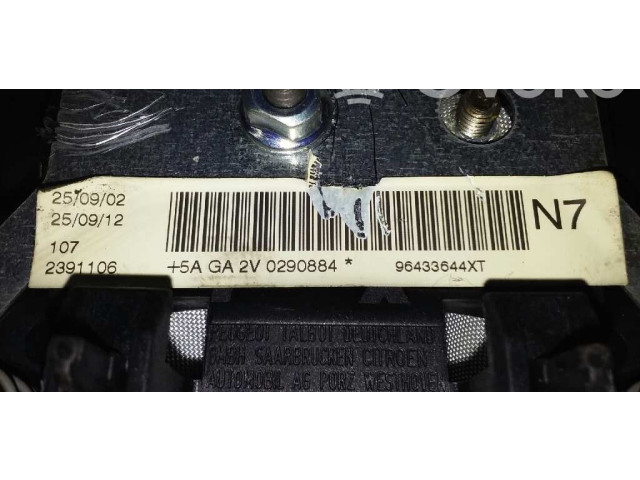 25/09/02
25/09/12
N7
107
2391106 +5A GA 2V 0290884 * 96433644XT
PEUGEOT TALBOT DEUTCHLAND
GMBH SAARBRUCKEN CITROEN
AUTOMOBIL AG PORZ WESTHOVEN